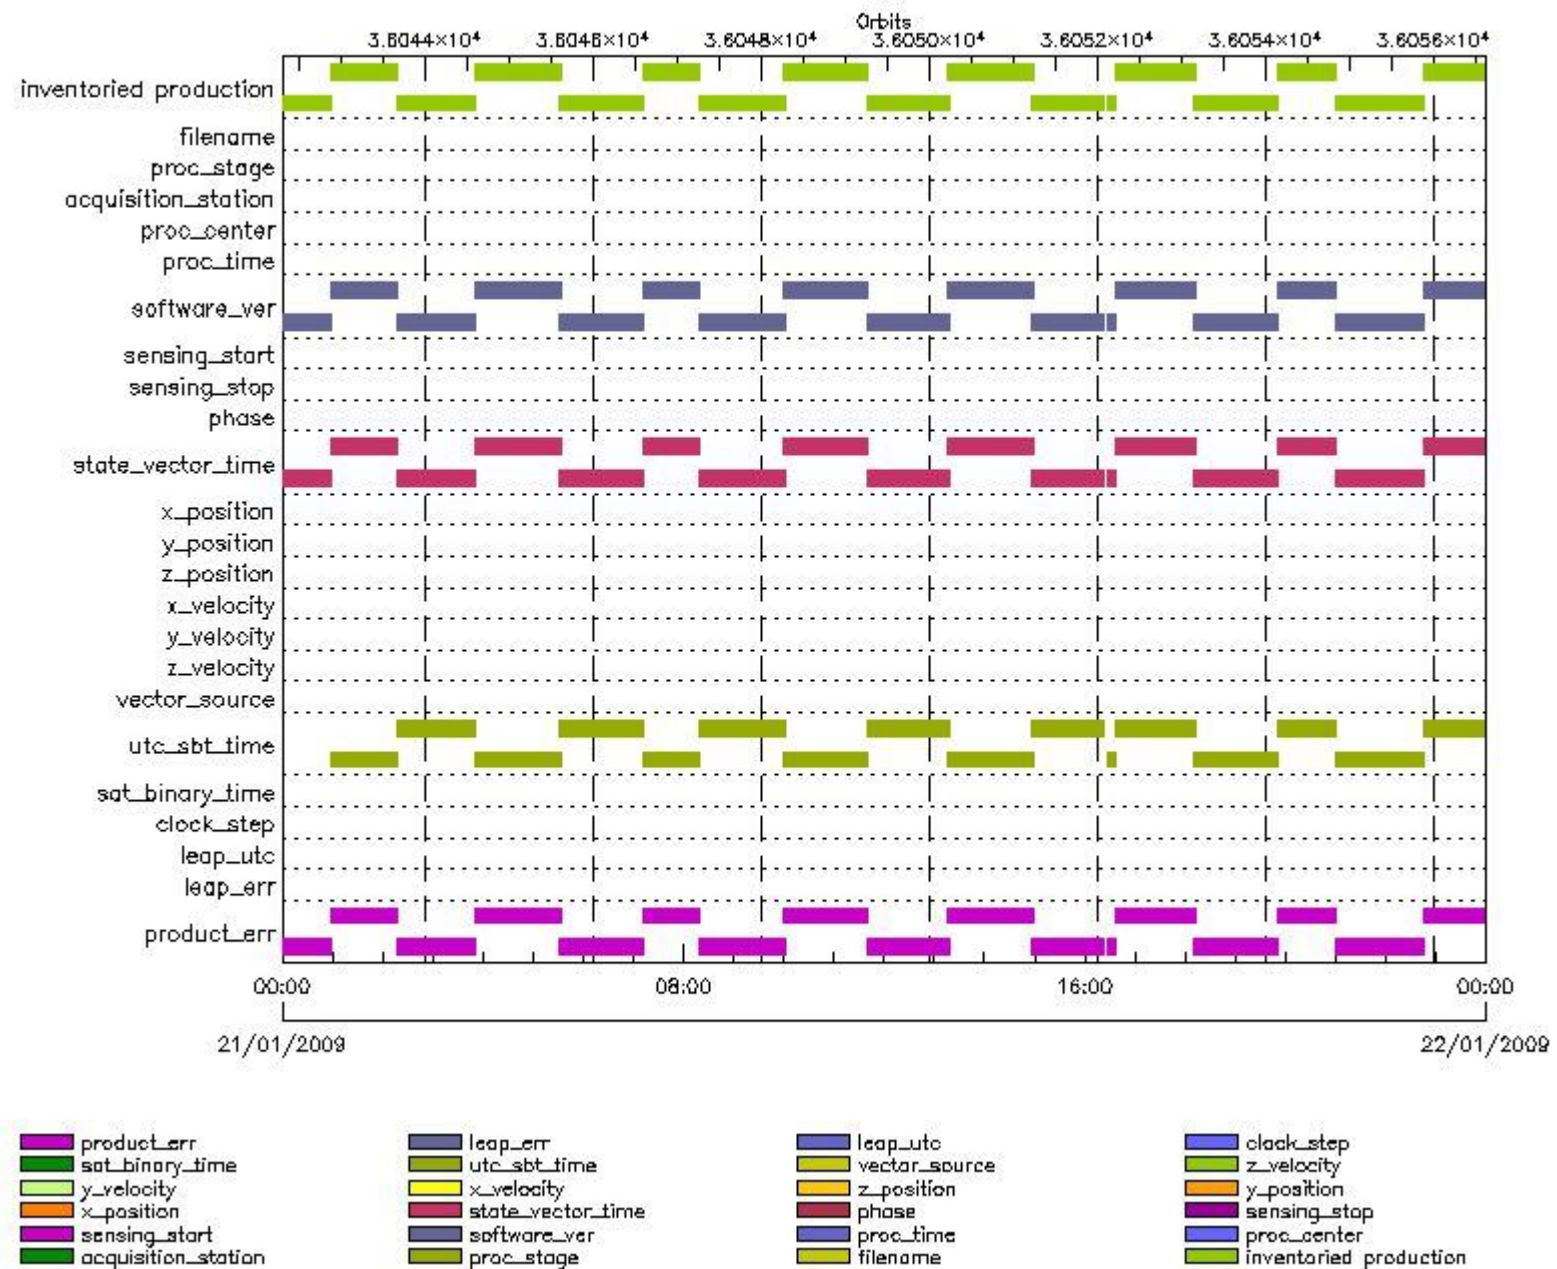 Orbits
3.6044×10⁴ 3.6046×10⁴ 3.6048×10⁴ 3.6050×10⁴ 3.6052×10⁴ 3.6054×10⁴ 3.6056×10⁴
inventoried production
filename
proc_stage
acquisition_station
proc_center
proc_time
software_ver
sensing_start
sensing_stop
phase
state_vector_time
x_position
y_position
z_position
x_velocity
y_velocity
z_velocity
vector_source
utc_sbt_time
sat_binary_time
clock_step
leap_utc
leap_err
product_err
00:00 08:00 16:00 00:00
21/01/2009 22/01/2009
product_err leap_err leap_utc clock_step
sat_binary_time utc_sbt_time vector_source z_velocity
y_velocity x_velocity z_position y_position
x_position state_vector_time phase sensing_stop
sensing_start software_ver proc_time proc_center
acquisition_station proc_stage filename inventoried production